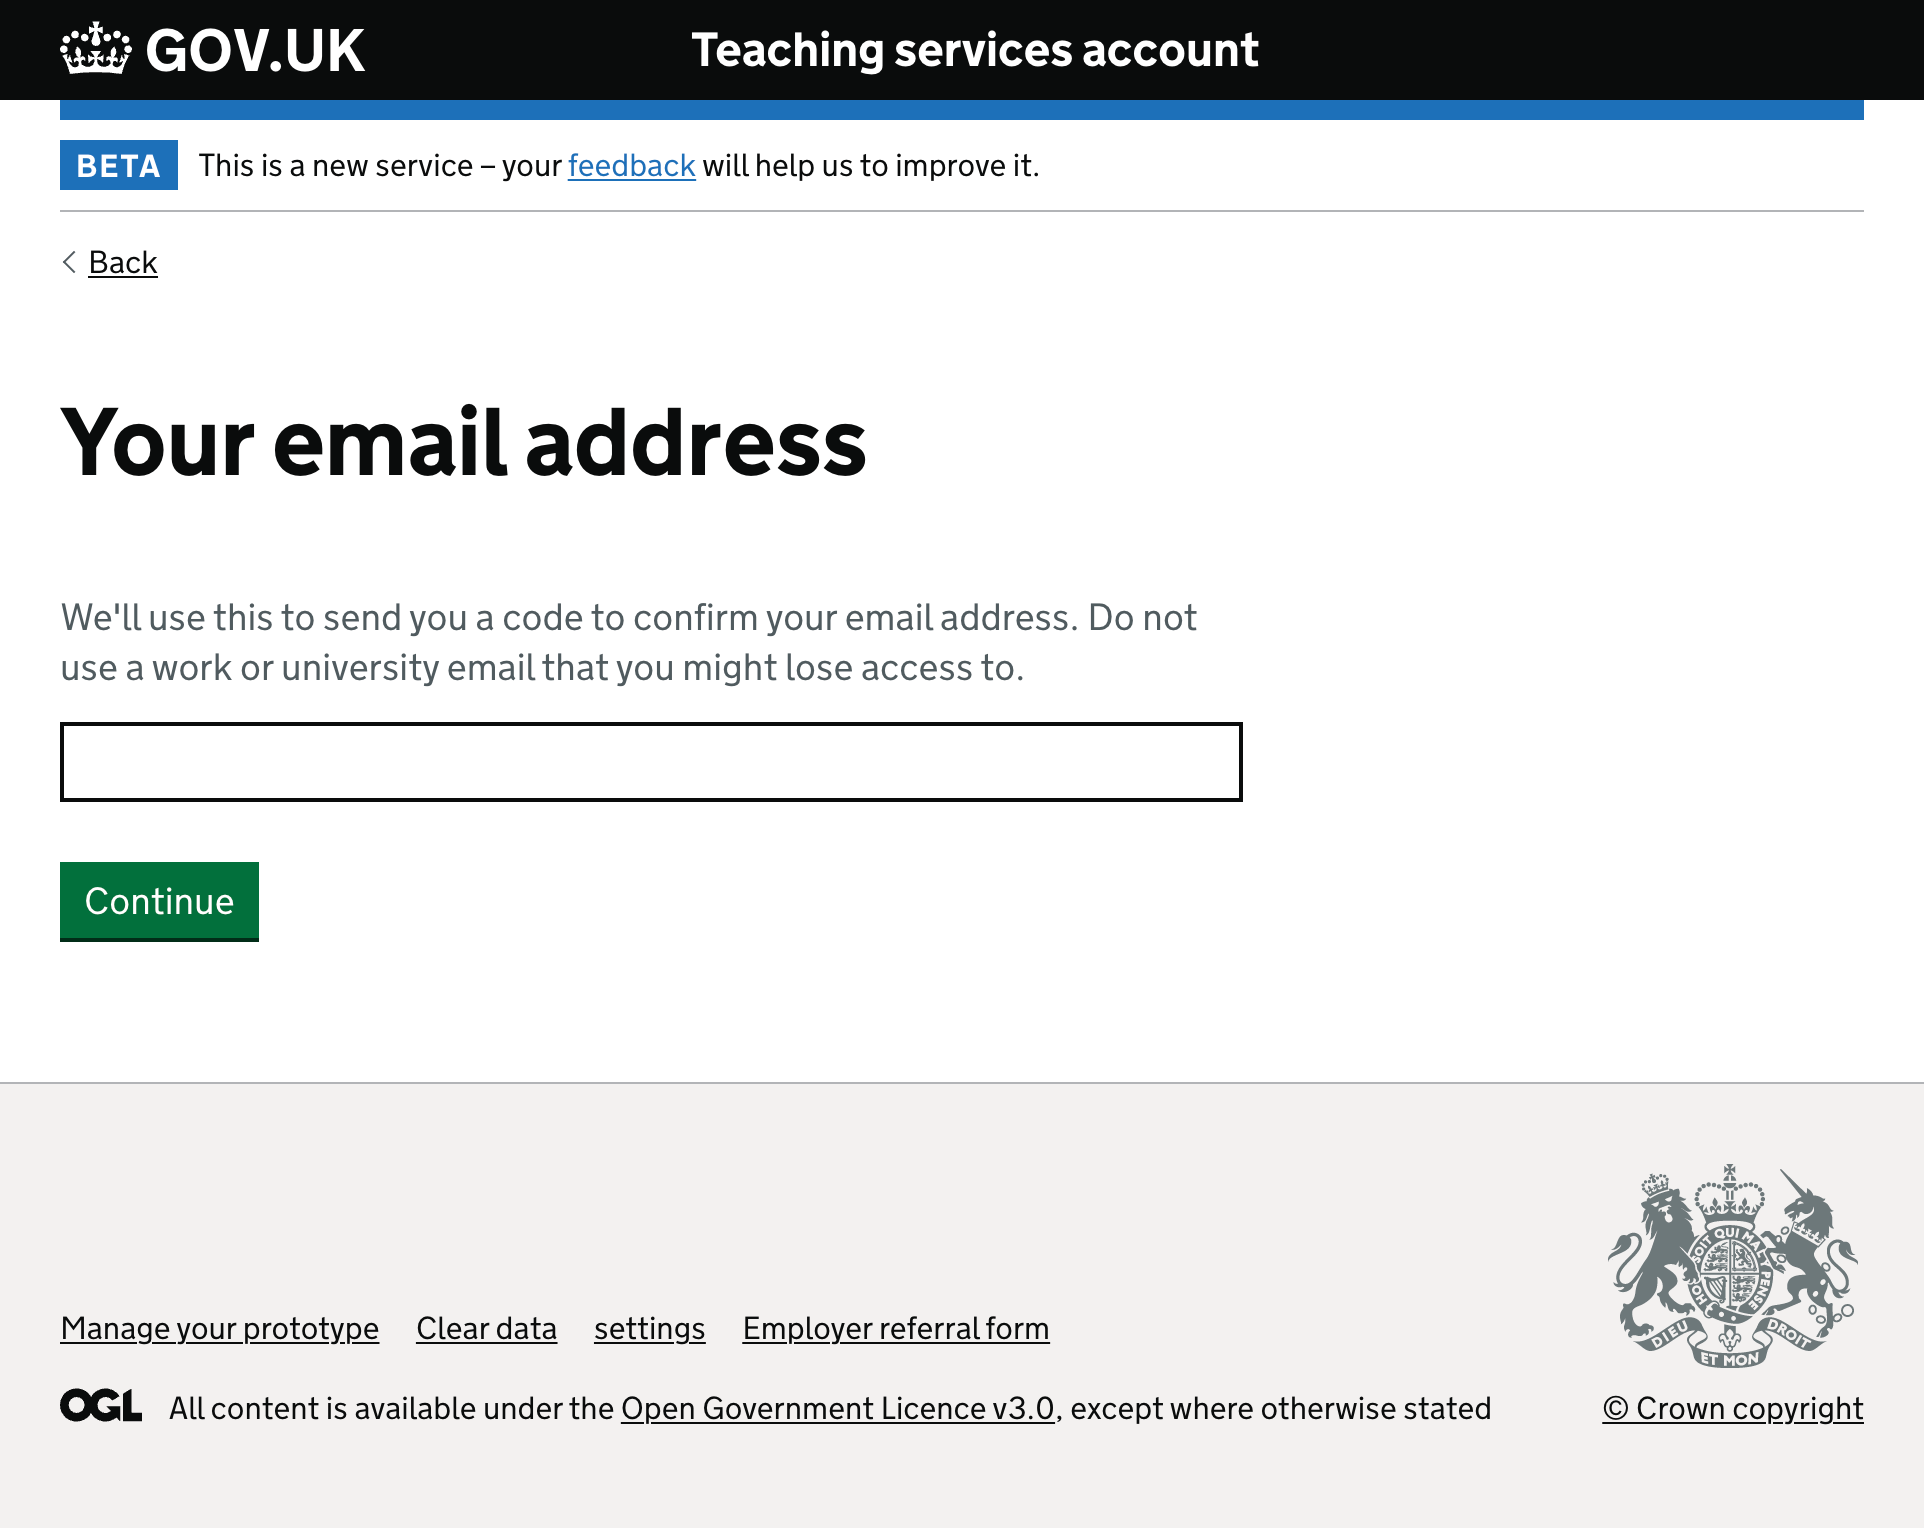 GOV.UK
Teaching services account
BETA
This is a new service – your feedback will help us to improve it.
Back
Your email address
We'll use this to send you a code to confirm your email address. Do not
use a work or university email that you might lose access to.
Continue
HONI SOIT QUI MAL Y PENSE
DIEU ET MON DROIT
Manage your prototype
Clear data
settings
Employer referral form
OGL
All content is available under the Open Government Licence v3.0, except where otherwise stated
© Crown copyright